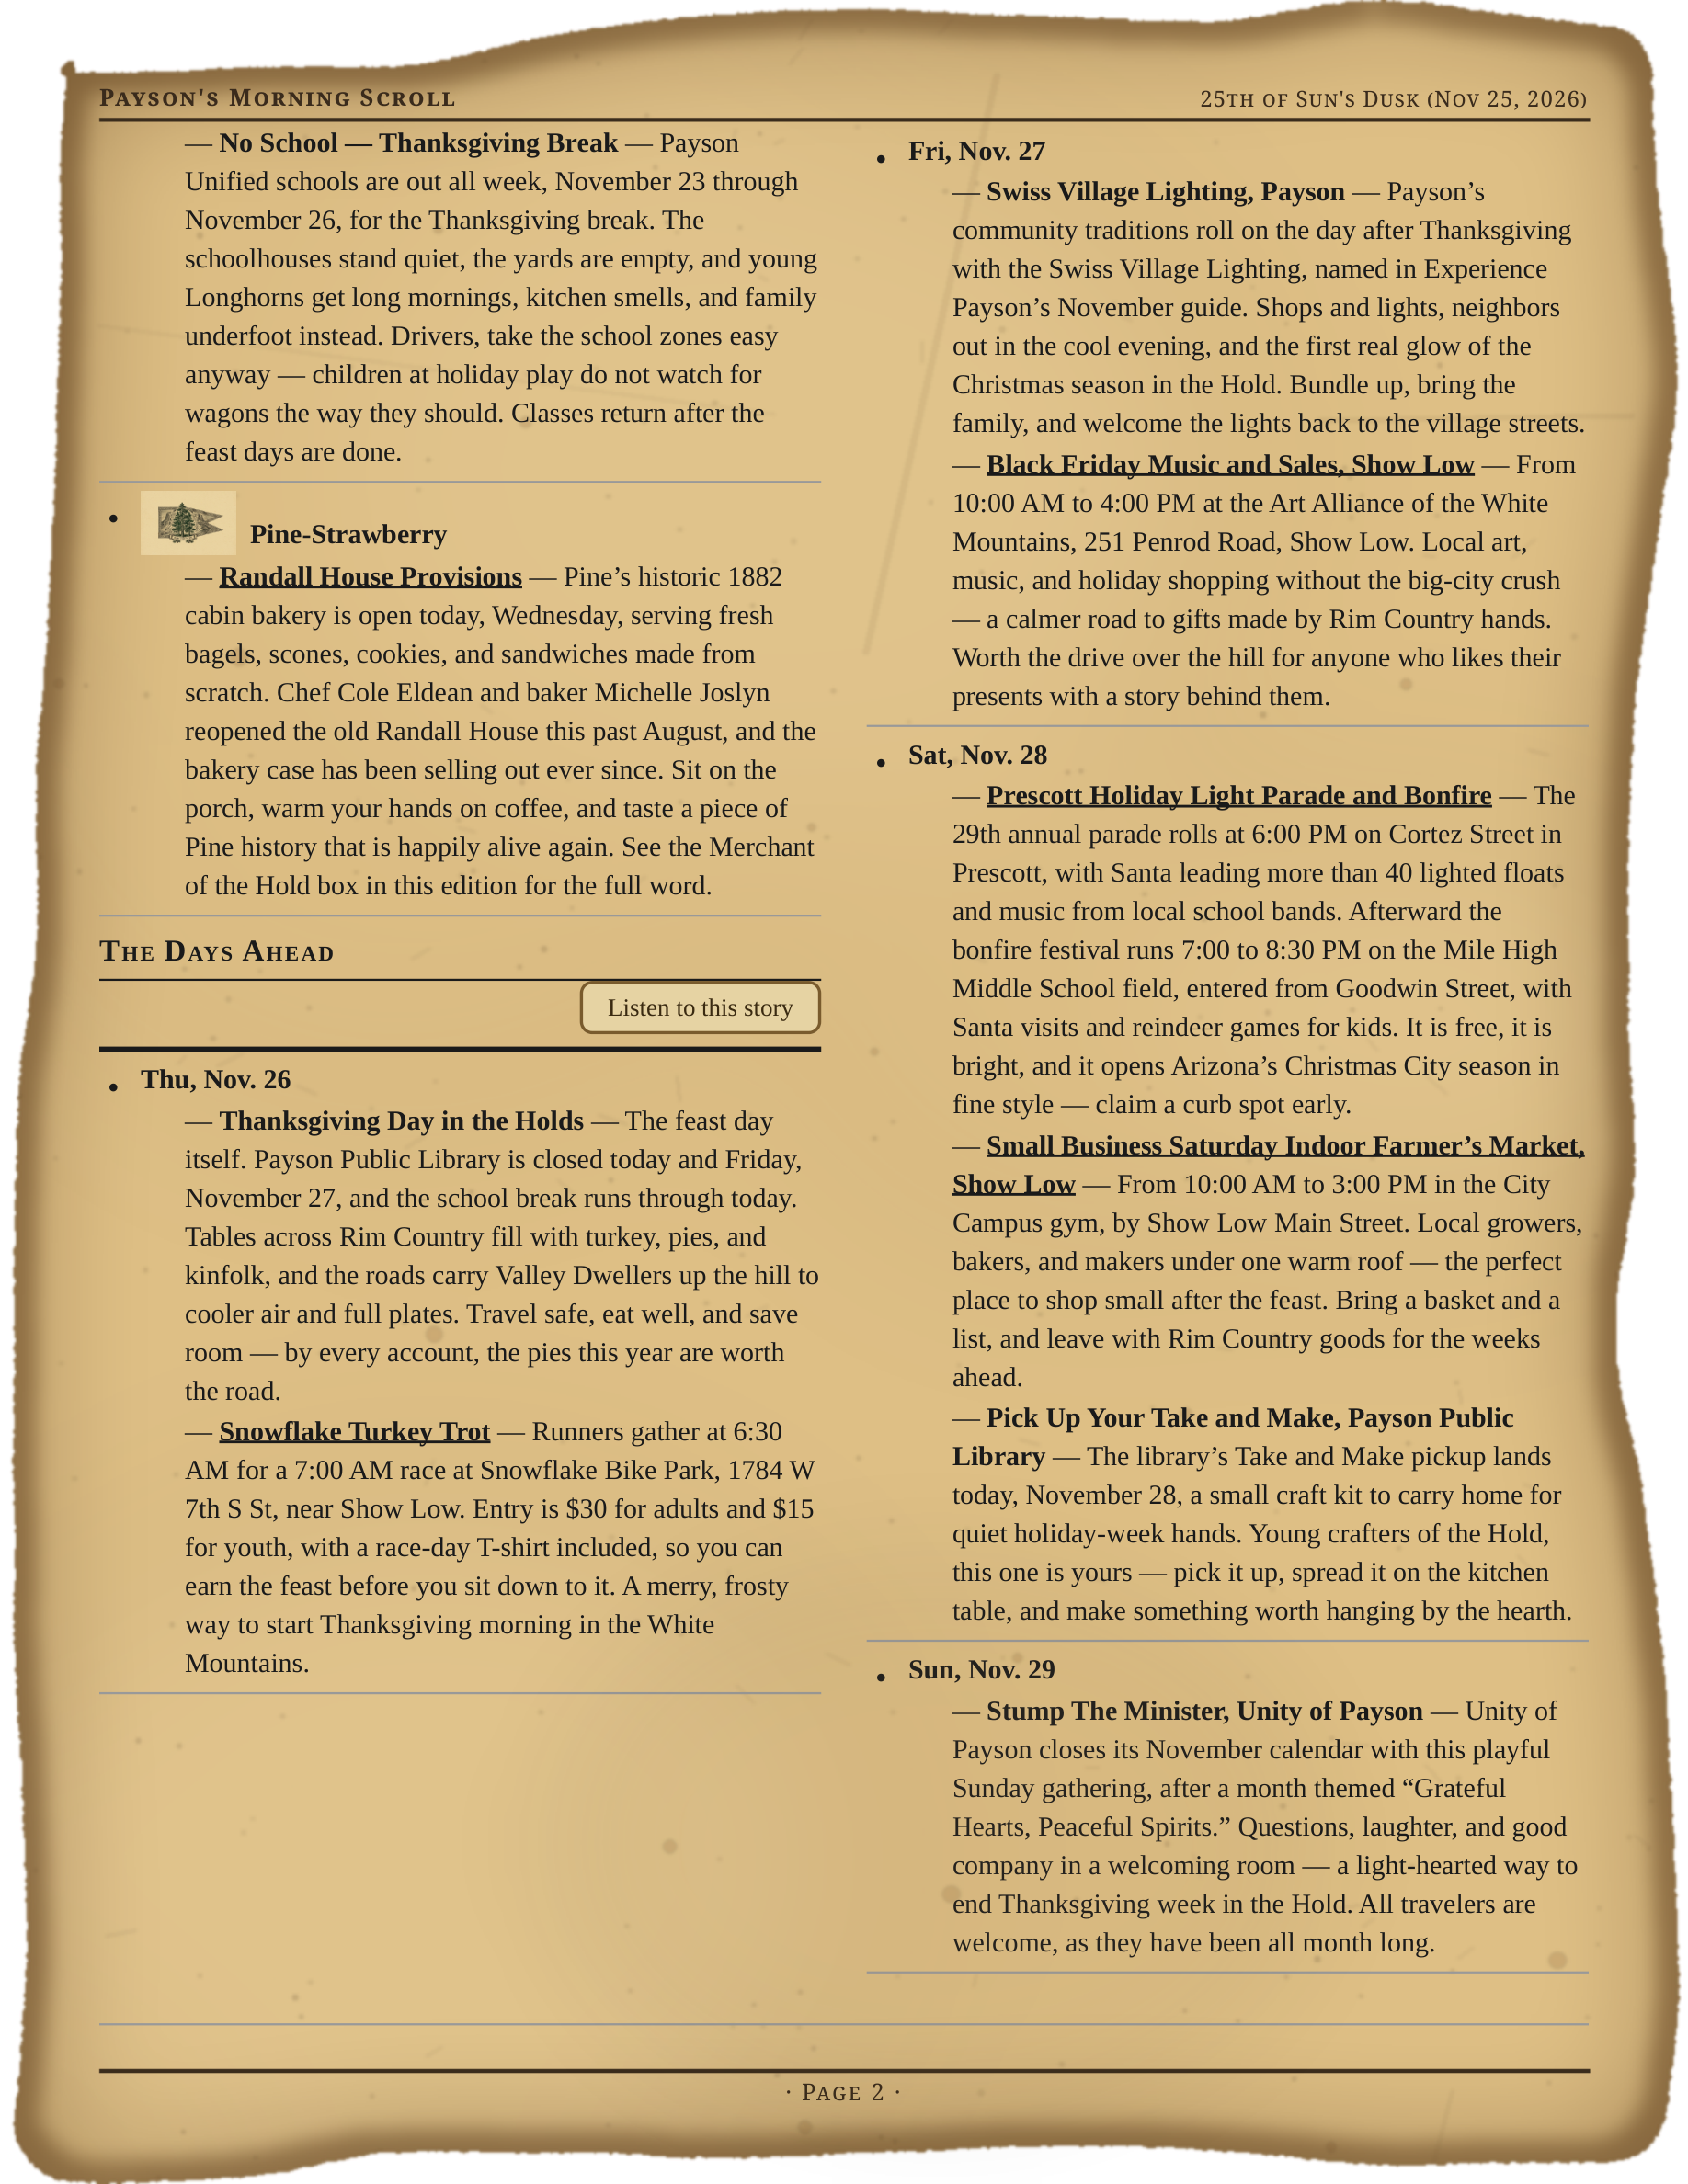 Payson's Morning Scroll
25th of Sun's Dusk (Nov 25, 2026)
— No School — Thanksgiving Break — Payson
Unified schools are out all week, November 23 through
November 26, for the Thanksgiving break. The
schoolhouses stand quiet, the yards are empty, and young
Longhorns get long mornings, kitchen smells, and family
underfoot instead. Drivers, take the school zones easy
anyway — children at holiday play do not watch for
wagons the way they should. Classes return after the
feast days are done.
• Pine-Strawberry
— Randall House Provisions — Pine’s historic 1882
cabin bakery is open today, Wednesday, serving fresh
bagels, scones, cookies, and sandwiches made from
scratch. Chef Cole Eldean and baker Michelle Joslyn
reopened the old Randall House this past August, and the
bakery case has been selling out ever since. Sit on the
porch, warm your hands on coffee, and taste a piece of
Pine history that is happily alive again. See the Merchant
of the Hold box in this edition for the full word.
The Days Ahead
Listen to this story
• Thu, Nov. 26
— Thanksgiving Day in the Holds — The feast day
itself. Payson Public Library is closed today and Friday,
November 27, and the school break runs through today.
Tables across Rim Country fill with turkey, pies, and
kinfolk, and the roads carry Valley Dwellers up the hill to
cooler air and full plates. Travel safe, eat well, and save
room — by every account, the pies this year are worth
the road.
— Snowflake Turkey Trot — Runners gather at 6:30
AM for a 7:00 AM race at Snowflake Bike Park, 1784 W
7th S St, near Show Low. Entry is $30 for adults and $15
for youth, with a race-day T-shirt included, so you can
earn the feast before you sit down to it. A merry, frosty
way to start Thanksgiving morning in the White
Mountains.
• Fri, Nov. 27
— Swiss Village Lighting, Payson — Payson’s
community traditions roll on the day after Thanksgiving
with the Swiss Village Lighting, named in Experience
Payson’s November guide. Shops and lights, neighbors
out in the cool evening, and the first real glow of the
Christmas season in the Hold. Bundle up, bring the
family, and welcome the lights back to the village streets.
— Black Friday Music and Sales, Show Low — From
10:00 AM to 4:00 PM at the Art Alliance of the White
Mountains, 251 Penrod Road, Show Low. Local art,
music, and holiday shopping without the big-city crush
— a calmer road to gifts made by Rim Country hands.
Worth the drive over the hill for anyone who likes their
presents with a story behind them.
• Sat, Nov. 28
— Prescott Holiday Light Parade and Bonfire — The
29th annual parade rolls at 6:00 PM on Cortez Street in
Prescott, with Santa leading more than 40 lighted floats
and music from local school bands. Afterward the
bonfire festival runs 7:00 to 8:30 PM on the Mile High
Middle School field, entered from Goodwin Street, with
Santa visits and reindeer games for kids. It is free, it is
bright, and it opens Arizona’s Christmas City season in
fine style — claim a curb spot early.
— Small Business Saturday Indoor Farmer’s Market,
Show Low — From 10:00 AM to 3:00 PM in the City
Campus gym, by Show Low Main Street. Local growers,
bakers, and makers under one warm roof — the perfect
place to shop small after the feast. Bring a basket and a
list, and leave with Rim Country goods for the weeks
ahead.
— Pick Up Your Take and Make, Payson Public
Library — The library’s Take and Make pickup lands
today, November 28, a small craft kit to carry home for
quiet holiday-week hands. Young crafters of the Hold,
this one is yours — pick it up, spread it on the kitchen
table, and make something worth hanging by the hearth.
• Sun, Nov. 29
— Stump The Minister, Unity of Payson — Unity of
Payson closes its November calendar with this playful
Sunday gathering, after a month themed “Grateful
Hearts, Peaceful Spirits.” Questions, laughter, and good
company in a welcoming room — a light-hearted way to
end Thanksgiving week in the Hold. All travelers are
welcome, as they have been all month long.
· Page 2 ·